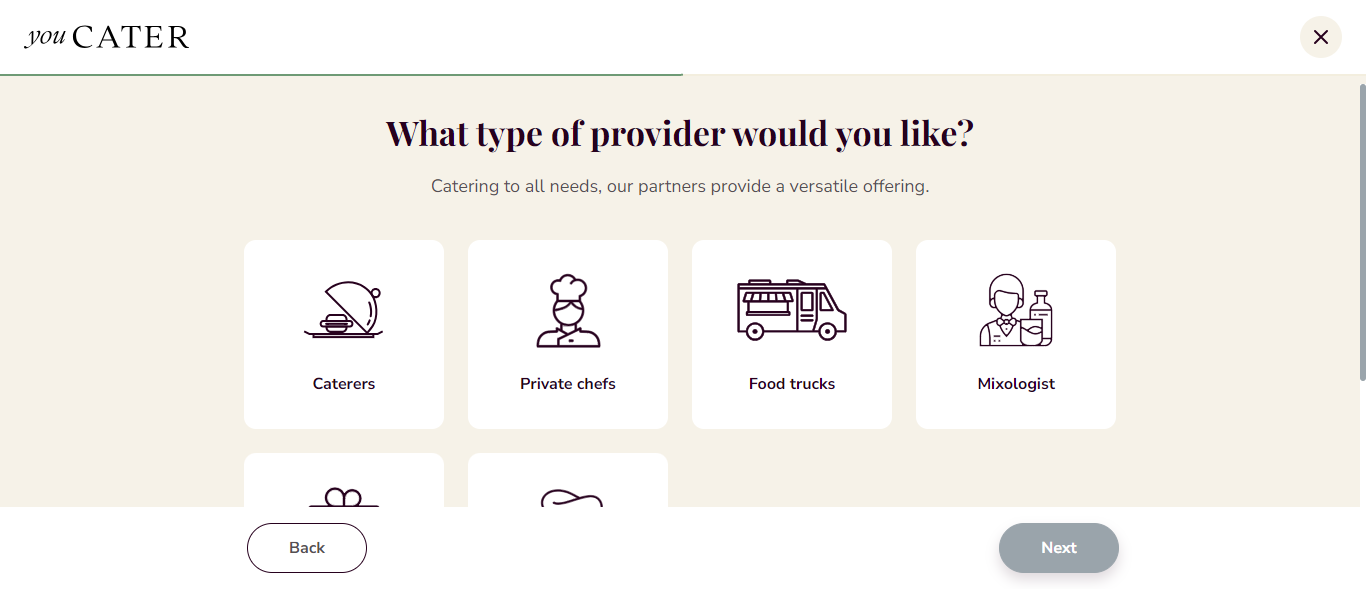 you CATER
What type of provider would you like?
Catering to all needs, our partners provide a versatile offering.
Caterers
Private chefs
Food trucks
Mixologist
Back
Next